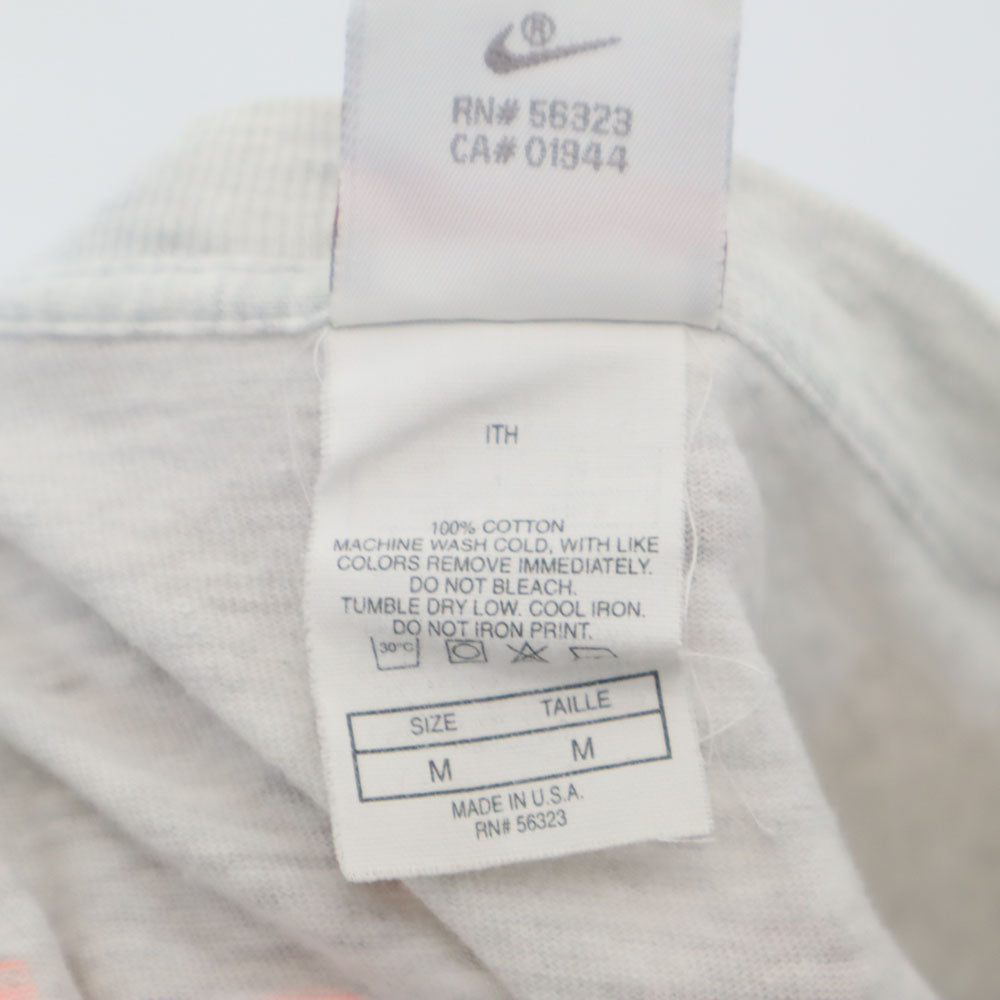 ®
RN# 56323
CA# 01944
ITH
100% COTTON
MACHINE WASH COLD, WITH LIKE
COLORS REMOVE IMMEDIATELY.
DO NOT BLEACH.
TUMBLE DRY LOW. COOL IRON.
DO NOT IRON PRINT.
30°C
SIZE TAILLE
M M
MADE IN U.S.A.
RN# 56323